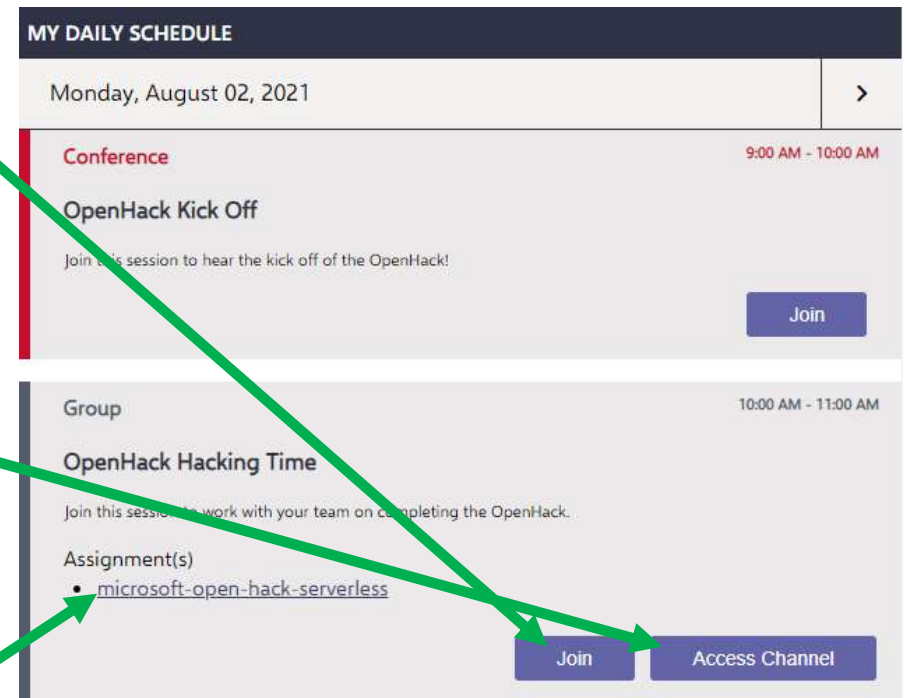 MY DAILY SCHEDULE
Monday, August 02, 2021
Conference 9:00 AM - 10:00 AM
OpenHack Kick Off
Join this session to hear the kick off of the OpenHack!
Join
Group 10:00 AM - 11:00 AM
OpenHack Hacking Time
Join this session to work with your team on completing the OpenHack.
Assignment(s)
• microsoft-open-hack-serverless
Join Access Channel